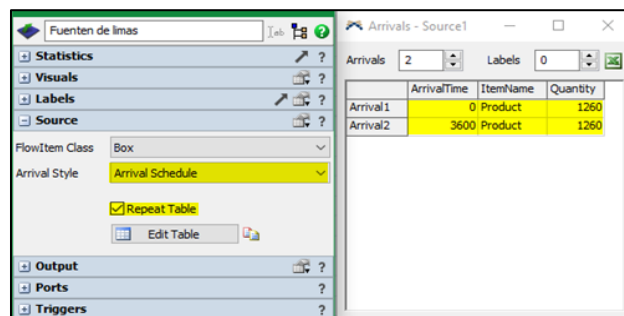 Fuenten de limas
Statistics
Visuals
Labels
Source
FlowItem Class Box
Arrival Style Arrival Schedule
Repeat Table
Edit Table
Output
Ports
Triggers
Arrivals - Source1
Arrivals 2 Labels 0
ArrivalTime ItemName Quantity
Arrival1 0 Product 1260
Arrival2 3600 Product 1260